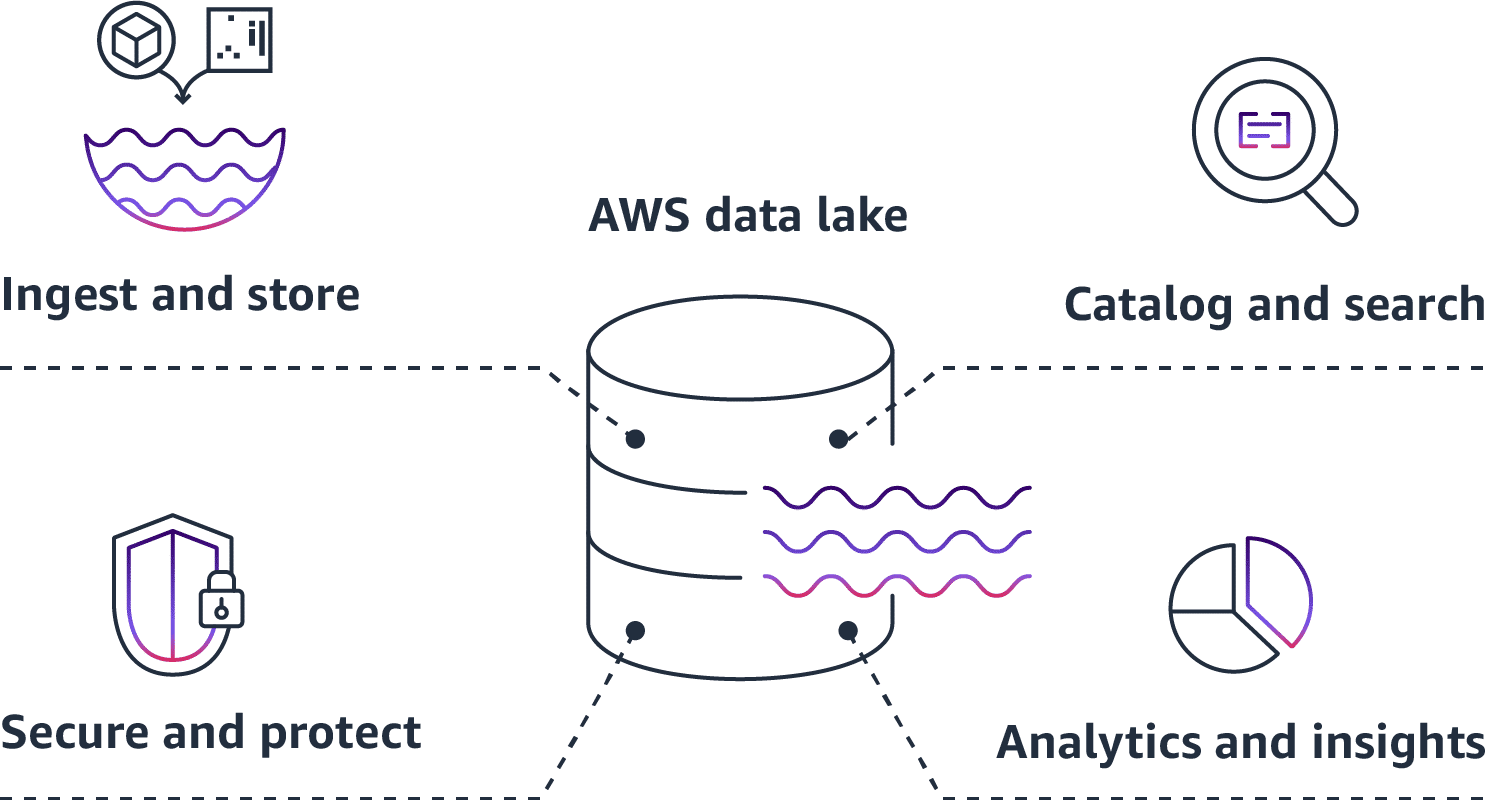 AWS data lake
Ingest and store
Catalog and search
Secure and protect
Analytics and insights